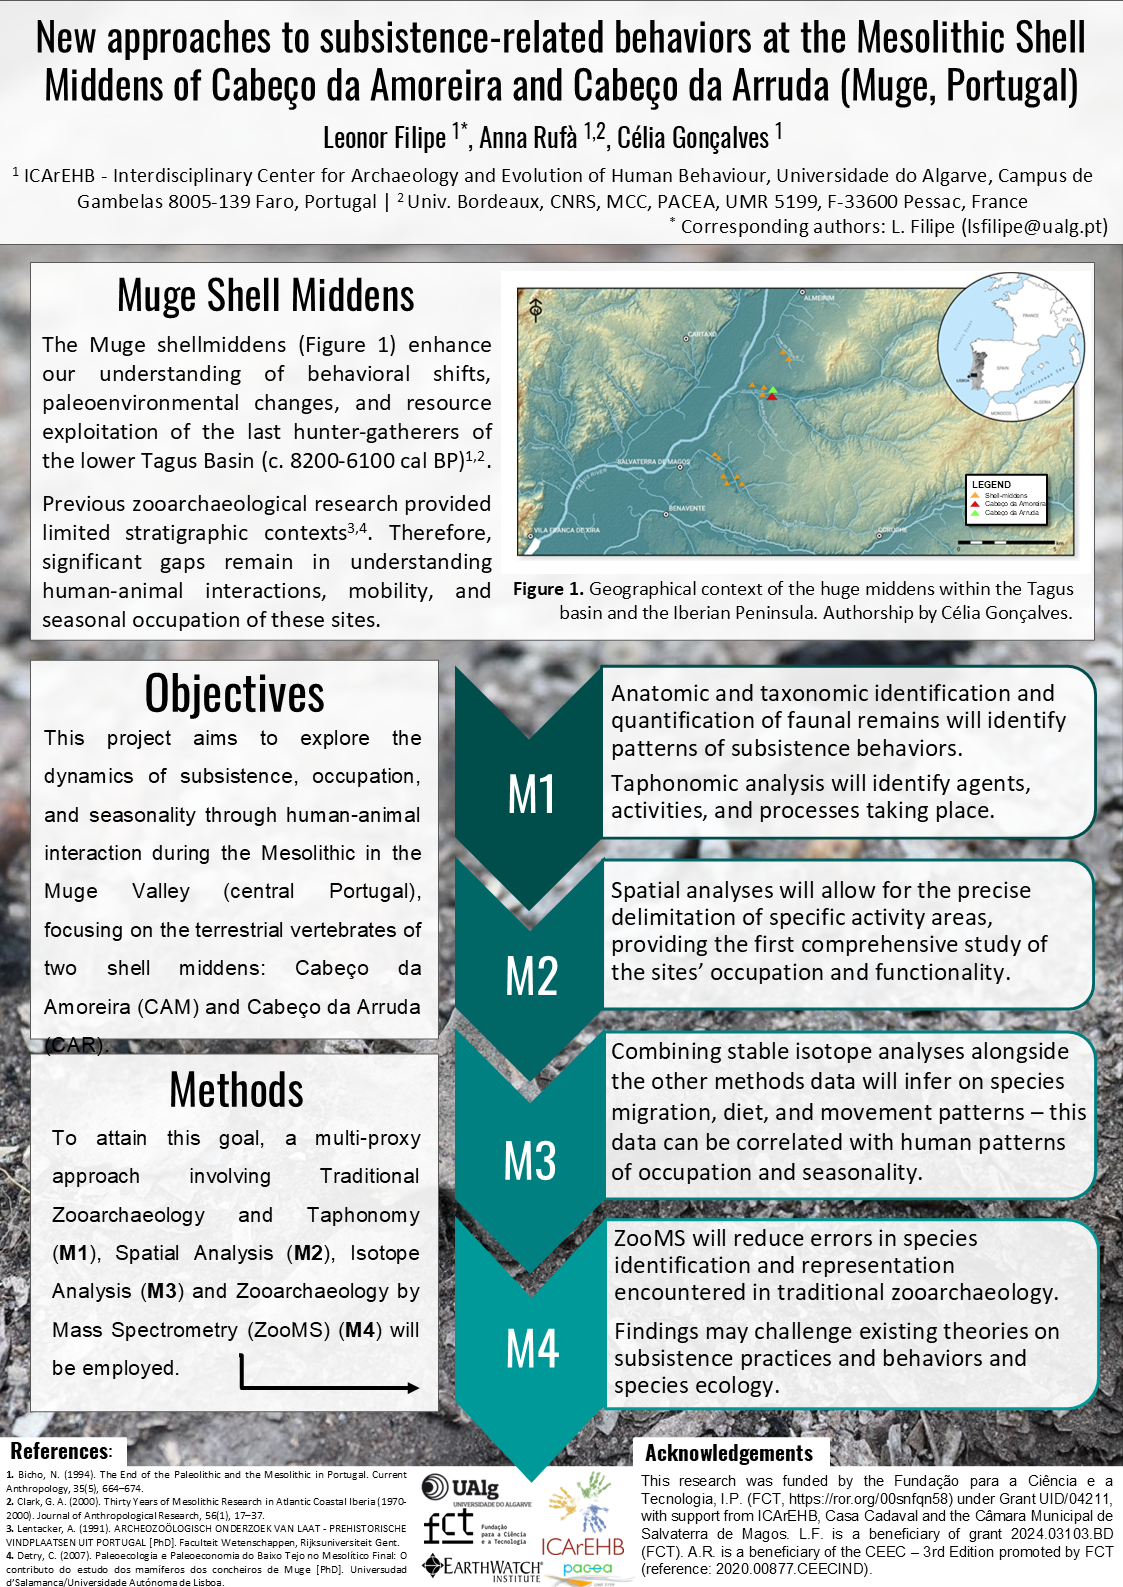 New approaches to subsistence-related behaviors at the Mesolithic Shell
Middens of Cabeço da Amoreira and Cabeço da Arruda (Muge, Portugal)
Leonor Filipe 1*, Anna Rufà 1,2, Célia Gonçalves 1
1 ICArEHB - Interdisciplinary Center for Archaeology and Evolution of Human Behaviour, Universidade do Algarve, Campus de
Gambelas 8005-139 Faro, Portugal | 2 Univ. Bordeaux, CNRS, MCC, PACEA, UMR 5199, F-33600 Pessac, France
* Corresponding authors: L. Filipe (lsfilipe@ualg.pt)
Muge Shell Middens
The Muge shellmiddens (Figure 1) enhance
our understanding of behavioral shifts,
paleoenvironmental changes, and resource
exploitation of the last hunter-gatherers of
the lower Tagus Basin (c. 8200-6100 cal BP)1,2.
Previous zooarchaeological research provided
limited stratigraphic contexts3,4. Therefore,
significant gaps remain in understanding
human-animal interactions, mobility, and
seasonal occupation of these sites.
ALMEIRIM
CARTAXO
SALVATERRA DE MAGOS
TAGUS RIVER
BENAVENTE
VILA FRANCA DE XIRA
CORUCHE
FRANCE
ITALY
SPAIN
LISBOA
Mediterranean Sea
ALGERIA
MOROCCO
LEGEND
Shell-middens
Cabeço da Amoreira
Cabeço da Arruda
0 5 km
Figure 1. Geographical context of the huge middens within the Tagus
basin and the Iberian Peninsula. Authorship by Célia Gonçalves.
Objectives
This project aims to explore the
dynamics of subsistence, occupation,
and seasonality through human-animal
interaction during the Mesolithic in the
Muge Valley (central Portugal),
focusing on the terrestrial vertebrates of
two shell middens: Cabeço da
Amoreira (CAM) and Cabeço da Arruda
(CAR).
Methods
To attain this goal, a multi-proxy
approach involving Traditional
Zooarchaeology and Taphonomy
(M1), Spatial Analysis (M2), Isotope
Analysis (M3) and Zooarchaeology by
Mass Spectrometry (ZooMS) (M4) will
be employed.
M1
Anatomic and taxonomic identification and
quantification of faunal remains will identify
patterns of subsistence behaviors.
Taphonomic analysis will identify agents,
activities, and processes taking place.
M2
Spatial analyses will allow for the precise
delimitation of specific activity areas,
providing the first comprehensive study of
the sites’ occupation and functionality.
M3
Combining stable isotope analyses alongside
the other methods data will infer on species
migration, diet, and movement patterns – this
data can be correlated with human patterns
of occupation and seasonality.
M4
ZooMS will reduce errors in species
identification and representation
encountered in traditional zooarchaeology.
Findings may challenge existing theories on
subsistence practices and behaviors and
species ecology.
References:
1. Bicho, N. (1994). The End of the Paleolithic and the Mesolithic in Portugal. Current
Anthropology, 35(5), 664–674.
2. Clark, G. A. (2000). Thirty Years of Mesolithic Research in Atlantic Coastal Iberia (1970-
2000). Journal of Anthropological Research, 56(1), 17–37.
3. Lentacker, A. (1991). ARCHEOZOÖLOGISCH ONDERZOEK VAN LAAT - PREHISTORISCHE
VINDPLAATSEN UIT PORTUGAL [PhD]. Faculteit Wetenschappen, Rijksuniversiteit Gent.
4. Detry, C. (2007). Paleoecologia e Paleoeconomia do Baixo Tejo no Mesolítico Final: O
contributo do estudo dos mamíferos dos concheiros de Muge [PhD]. Universudad
d’Salamanca/Universidade Autónoma de Lisboa.
UAlg
UNIVERSIDADE DO ALGARVE
fct
Fundação
para a Ciência
e a Tecnologia
EARTHWATCH
INSTITUTE
ICArEHB
pacea
UMR 5199
Acknowledgements
This research was funded by the Fundação para a Ciência e a
Tecnologia, I.P. (FCT, https://ror.org/00snfqn58) under Grant UID/04211,
with support from ICArEHB, Casa Cadaval and the Câmara Municipal de
Salvaterra de Magos. L.F. is a beneficiary of grant 2024.03103.BD
(FCT). A.R. is a beneficiary of the CEEC – 3rd Edition promoted by FCT
(reference: 2020.00877.CEECIND).